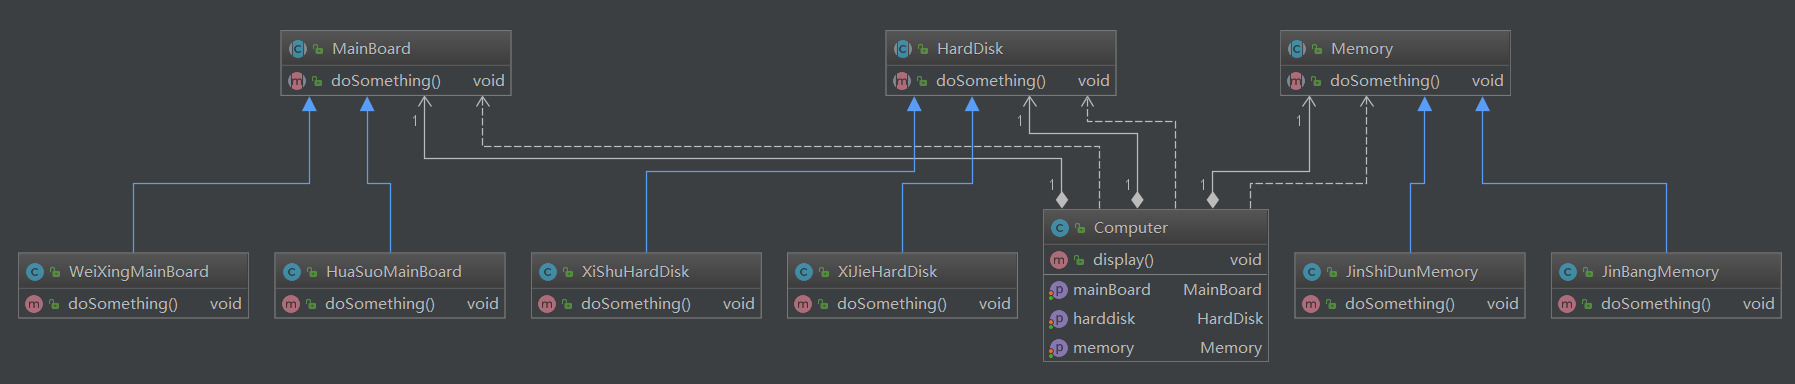 MainBoard
doSomething() void
HardDisk
doSomething() void
Memory
doSomething() void
1
1
1
1
1
1
WeiXingMainBoard
doSomething() void
HuaSuoMainBoard
doSomething() void
XiShuHardDisk
doSomething() void
XiJieHardDisk
doSomething() void
Computer
display() void
mainBoard MainBoard
harddisk HardDisk
memory Memory
JinShiDunMemory
doSomething() void
JinBangMemory
doSomething() void